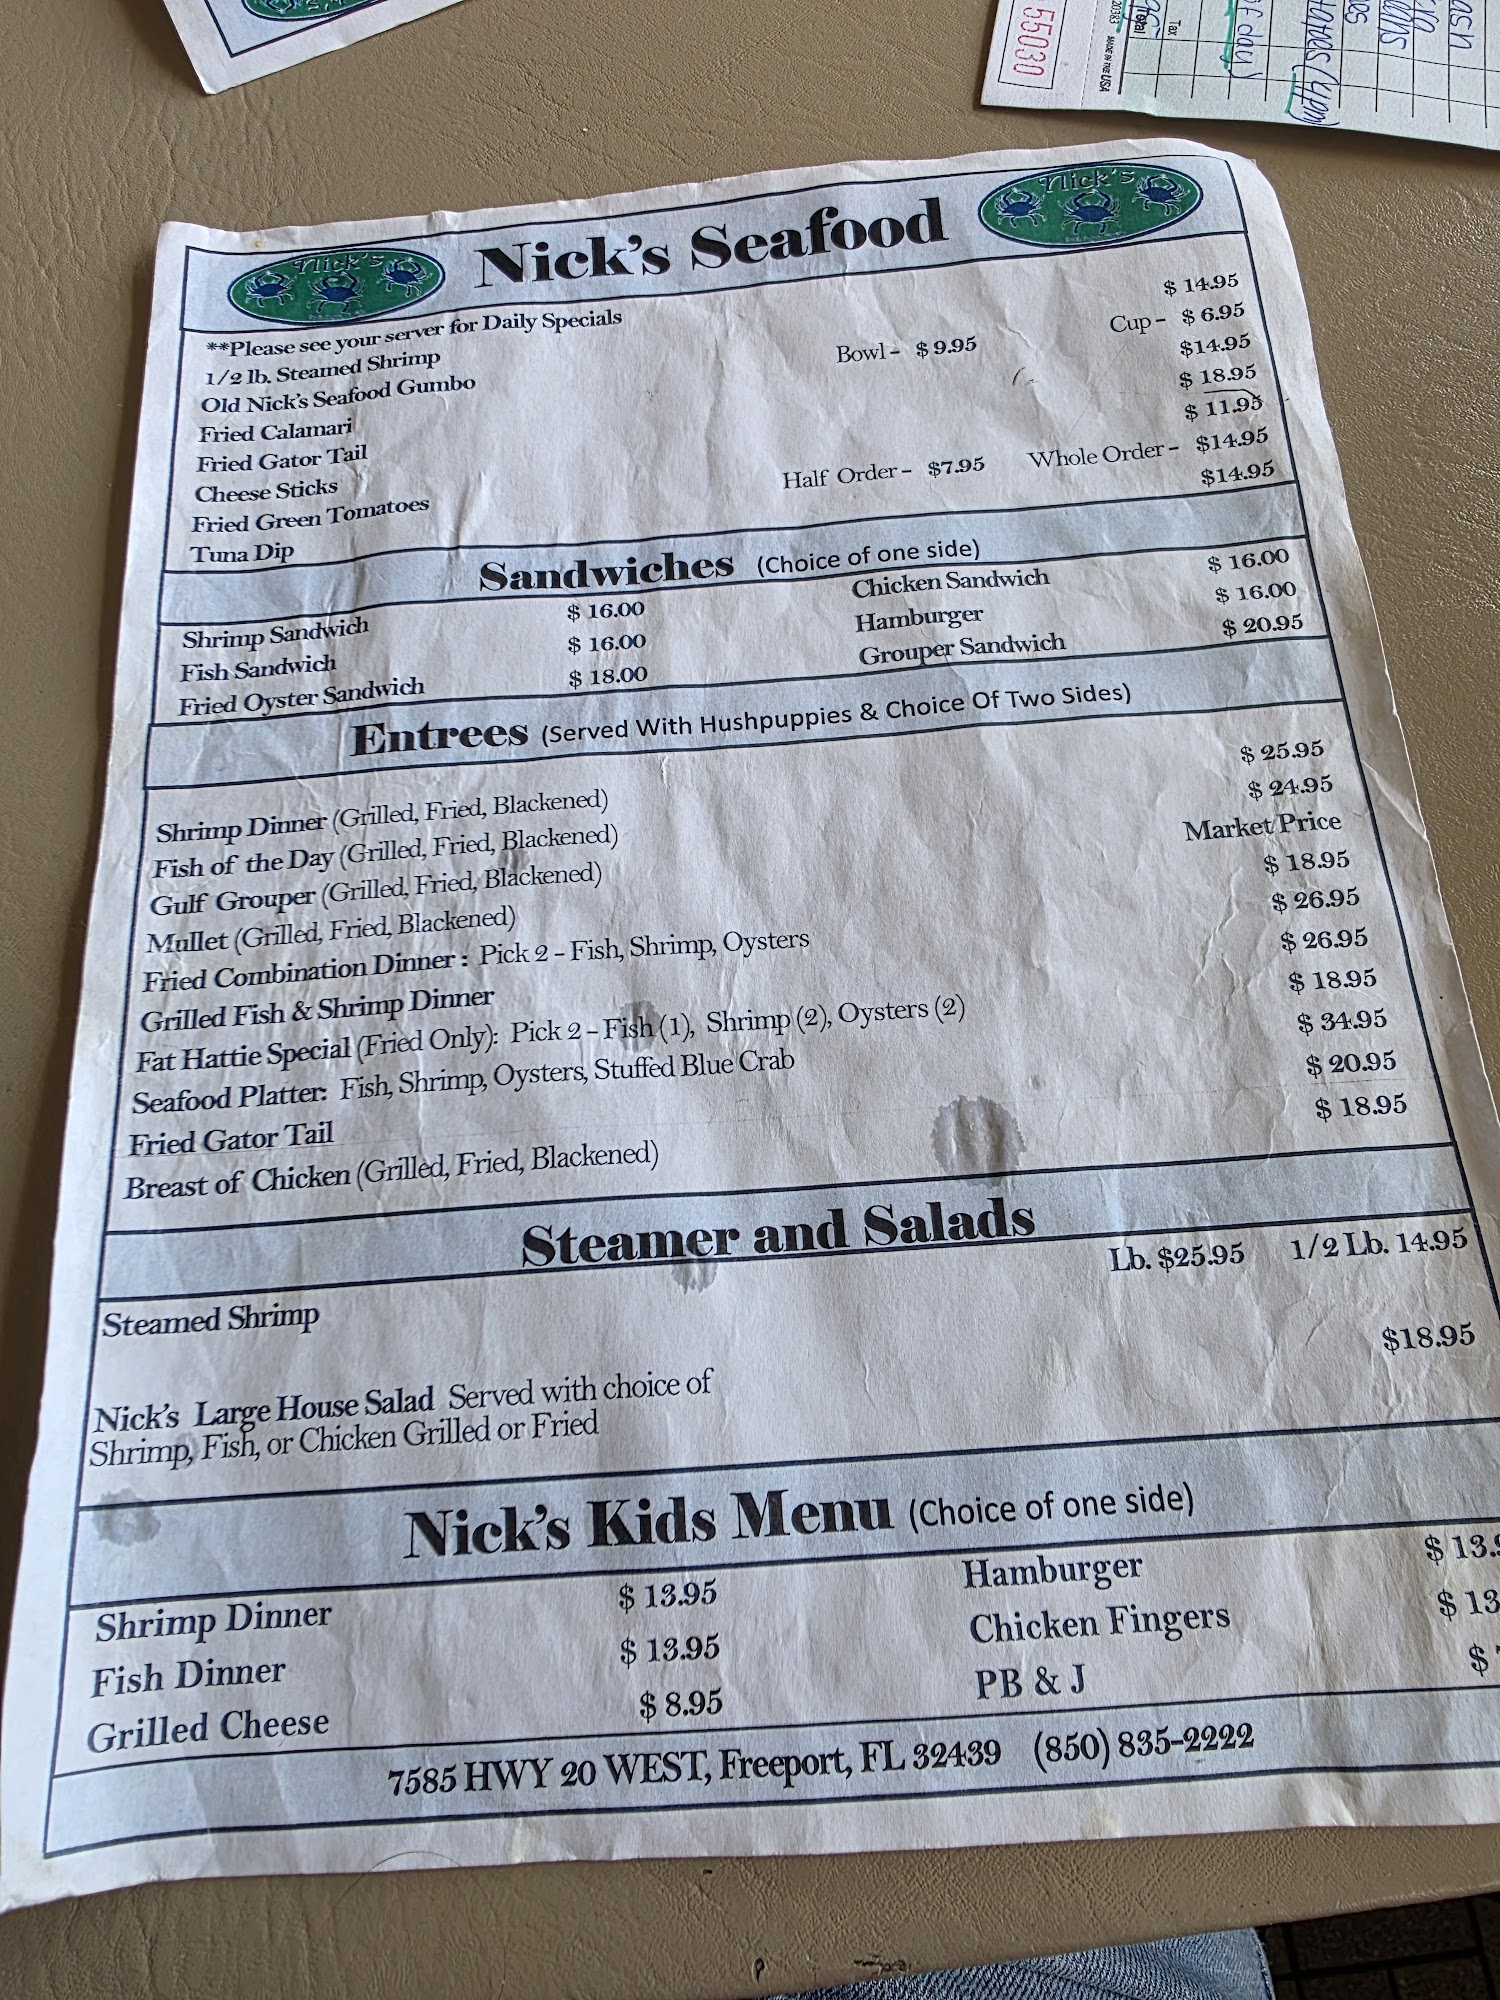 55030
20383 MADE IN THE USA
Total
Tax
f day)
(4pm)
Nick's
Nick's Seafood
Nick's
**Please see your server for Daily Specials
1/2 lb. Steamed Shrimp $ 14.95
Old Nick's Seafood Gumbo Bowl - $ 9.95 Cup - $ 6.95
Fried Calamari $14.95
Fried Gator Tail $ 18.95
Cheese Sticks $ 11.95
Fried Green Tomatoes Half Order - $7.95 Whole Order - $14.95
Tuna Dip $14.95
Sandwiches (Choice of one side)
Shrimp Sandwich $ 16.00 Chicken Sandwich $ 16.00
Fish Sandwich $ 16.00 Hamburger $ 16.00
Fried Oyster Sandwich $ 18.00 Grouper Sandwich $ 20.95
Entrees (Served With Hushpuppies & Choice Of Two Sides)
Shrimp Dinner (Grilled, Fried, Blackened) $ 25.95
Fish of the Day (Grilled, Fried, Blackened) $ 24.95
Gulf Grouper (Grilled, Fried, Blackened) Market Price
Mullet (Grilled, Fried, Blackened) $ 18.95
Fried Combination Dinner : Pick 2 - Fish, Shrimp, Oysters $ 26.95
Grilled Fish & Shrimp Dinner $ 26.95
Fat Hattie Special (Fried Only): Pick 2 - Fish (1), Shrimp (2), Oysters (2) $ 18.95
Seafood Platter: Fish, Shrimp, Oysters, Stuffed Blue Crab $ 34.95
Fried Gator Tail $ 20.95
Breast of Chicken (Grilled, Fried, Blackened) $ 18.95
Steamer and Salads
Steamed Shrimp Lb. $25.95 1/2 Lb. 14.95
Nick's Large House Salad Served with choice of $18.95
Shrimp, Fish, or Chicken Grilled or Fried
Nick's Kids Menu (Choice of one side)
Shrimp Dinner $ 13.95 Hamburger $ 13.9
Fish Dinner $ 13.95 Chicken Fingers $ 13
Grilled Cheese $ 8.95 PB & J $
7585 HWY 20 WEST, Freeport, FL 32439 (850) 835-2222